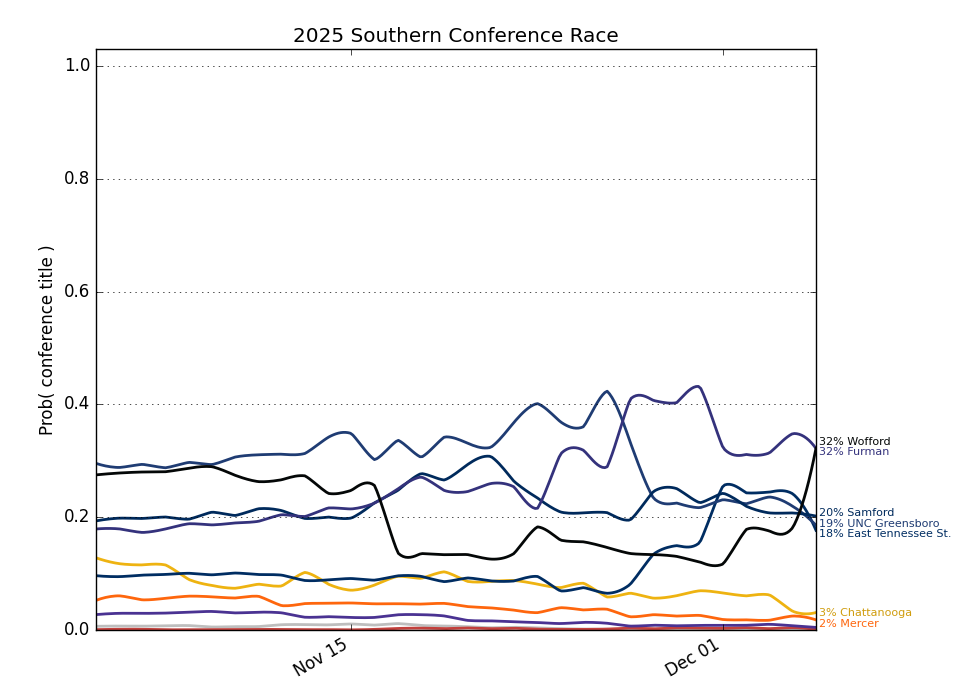 2025 Southern Conference Race
Prob( conference title )
1.0
0.8
0.6
0.4
0.2
0.0
32% Wofford
32% Furman
20% Samford
19% UNC Greensboro
18% East Tennessee St.
3% Chattanooga
2% Mercer
Nov 15
Dec 01